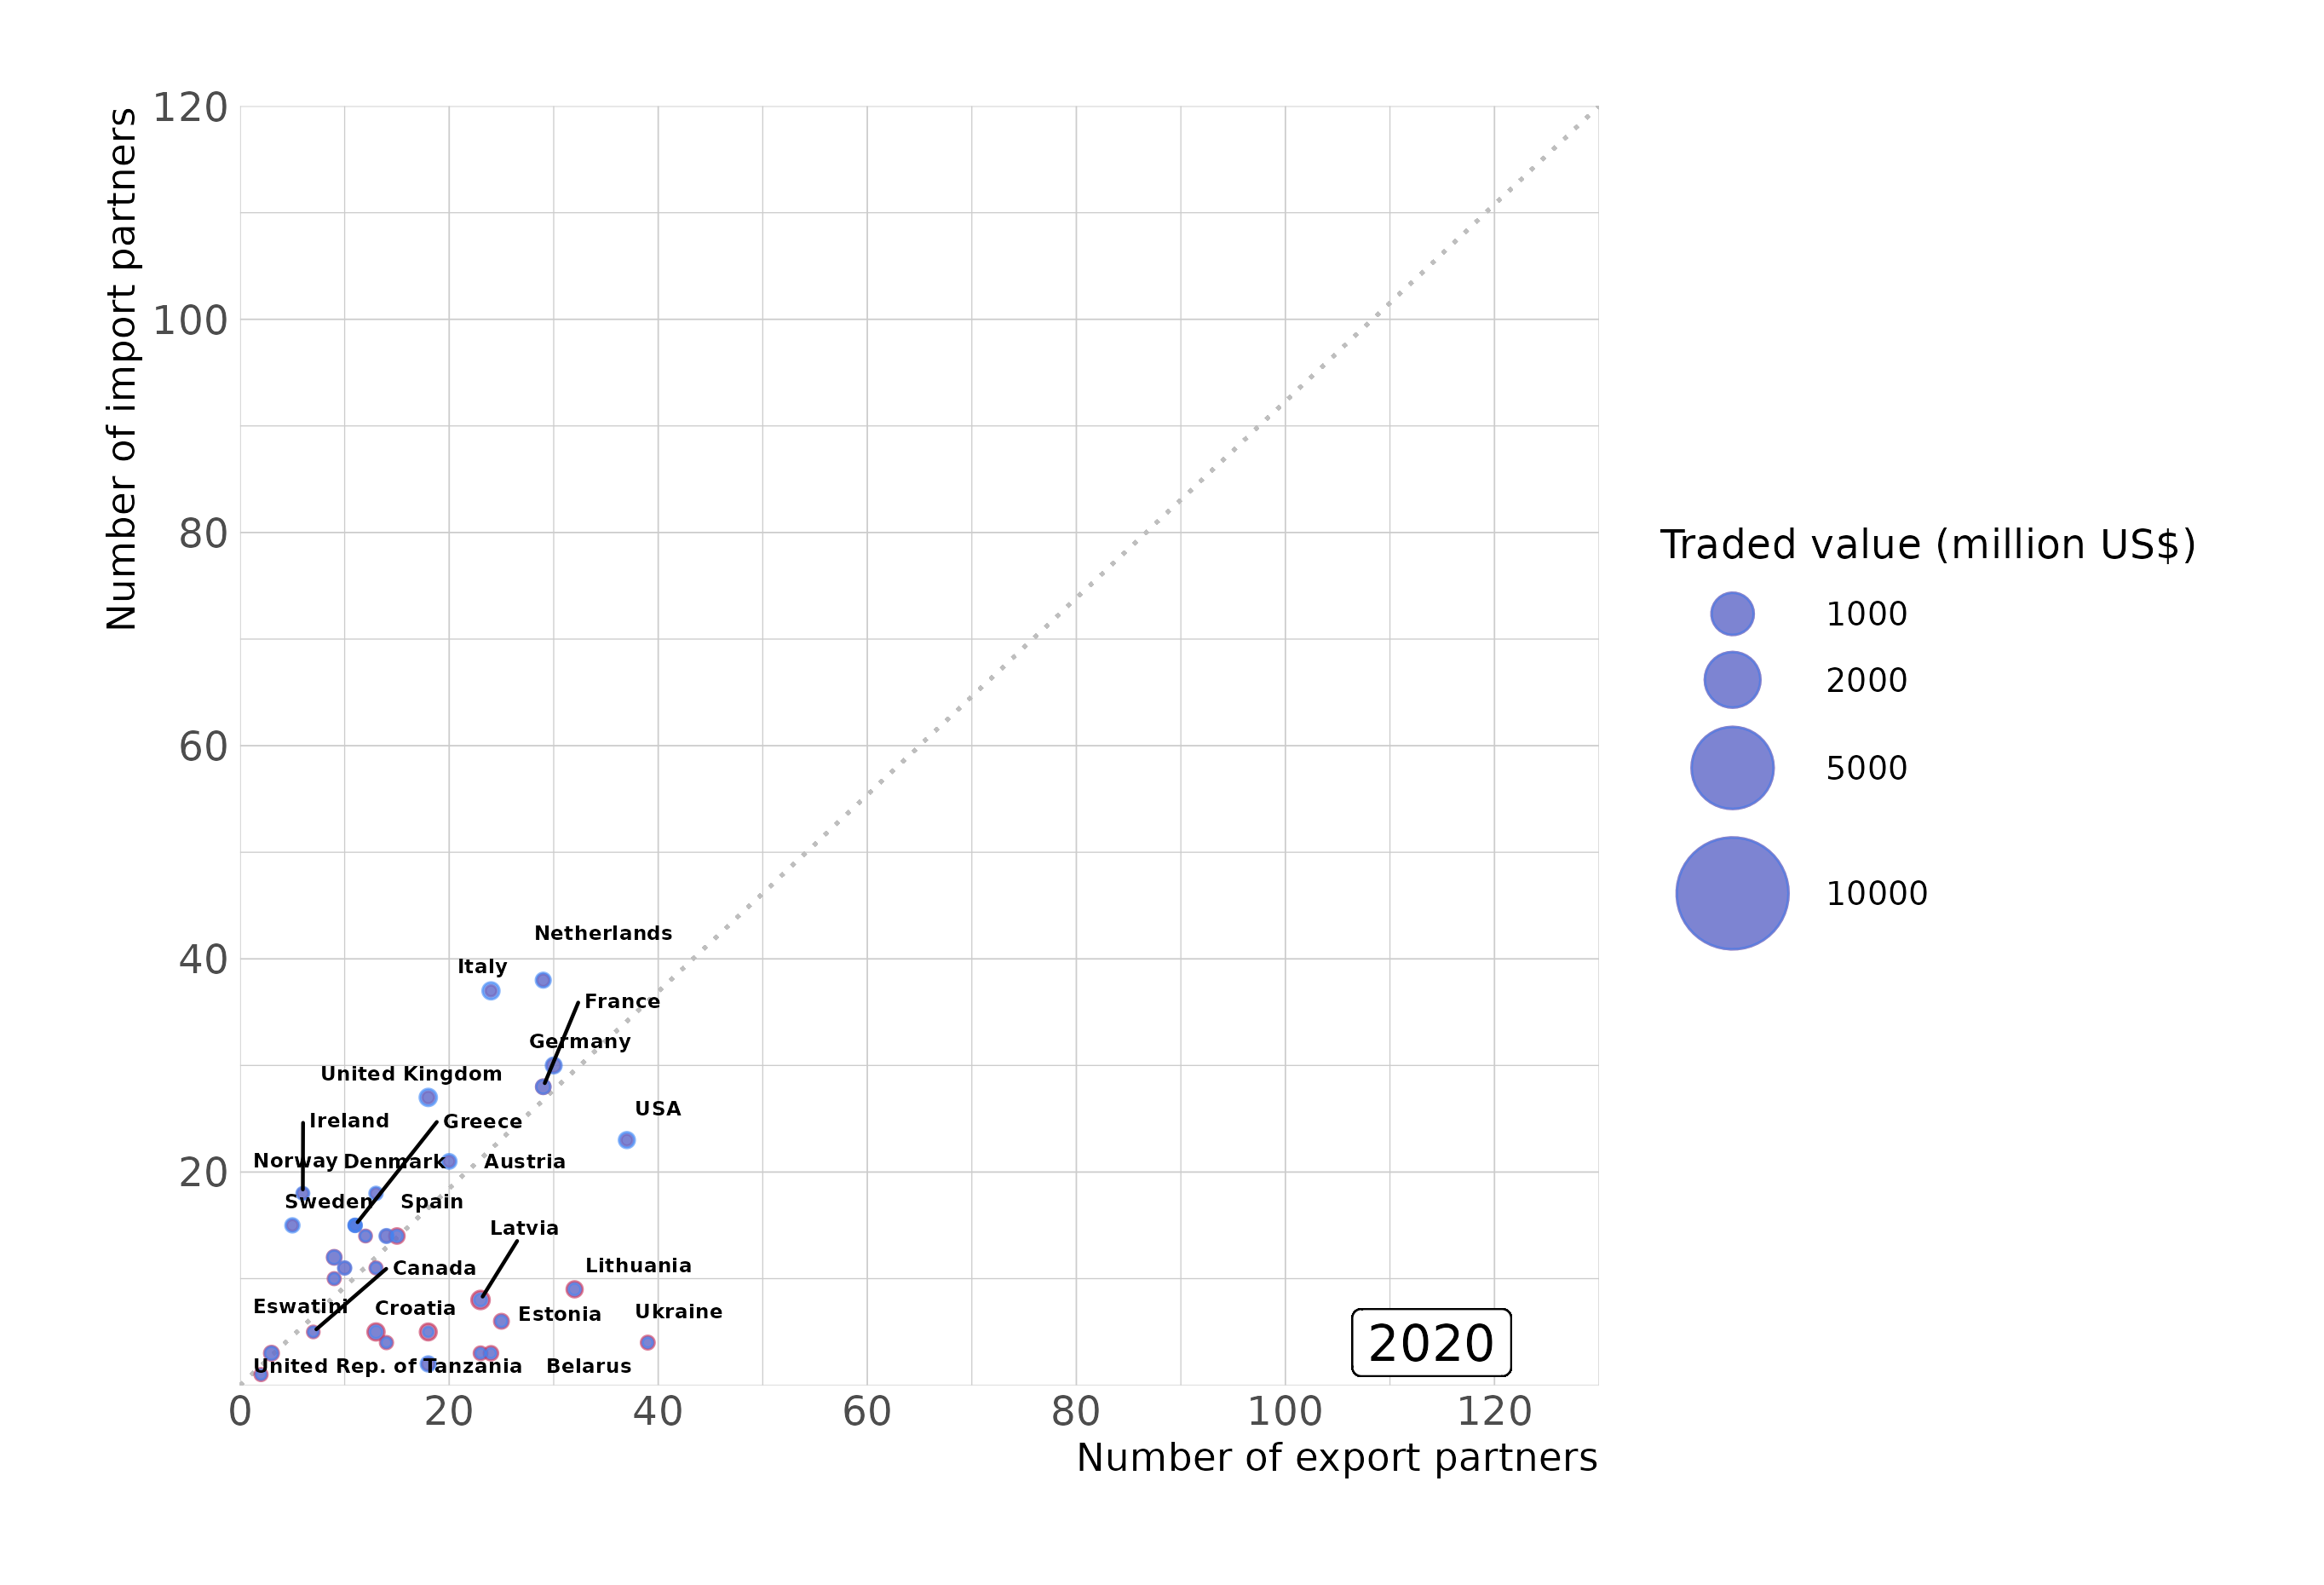 Number of import partners
120
100
80
60
40
20
Netherlands
Italy
France
Germany
United Kingdom
USA
Ireland
Greece
Norway
Denmark
Austria
Sweden
Spain
Latvia
Canada
Lithuania
Eswatini
Croatia
Estonia
Ukraine
United Rep. of Tanzania
Belarus
2020
0
20
40
60
80
100
120
Number of export partners
Traded value (million US$)
1000
2000
5000
10000